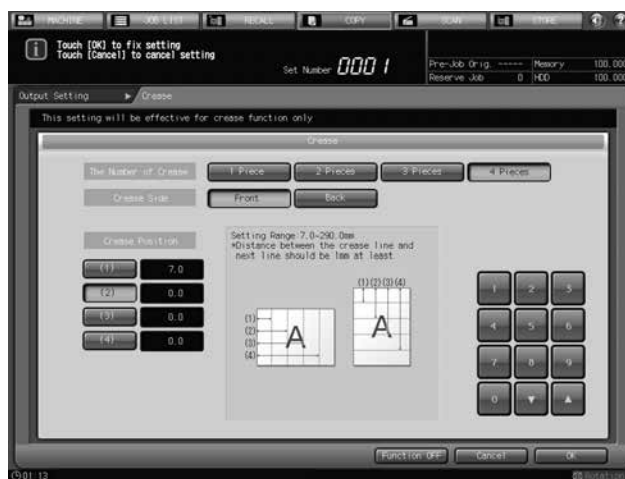 MACHINE JOB LIST RECALL COPY SCAN STORE
Touch [OK] to fix setting
Touch [Cancel] to cancel setting
Set Number 0001
Pre-Job Orig. ----- Memory 100.000
Reserve Job 0 HDD 100.000
Output Setting ▶ Crease
This setting will be effective for crease function only
Crease
The Number of Crease 1 Piece 2 Pieces 3 Pieces 4 Pieces
Crease Side Front Back
Crease Position
Setting Range:7.0-290.0mm
*Distance between the crease line and
next line should be 1mm at least.
(1) 7.0
(2) 0.0
(3) 0.0
(4) 0.0
(1)
(2)
(3)
(4)
A
(1)(2)(3)(4)
A
1 2 3
4 5 6
7 8 9
0 ▼ ▲
Function OFF Cancel OK
01:13 Rotation